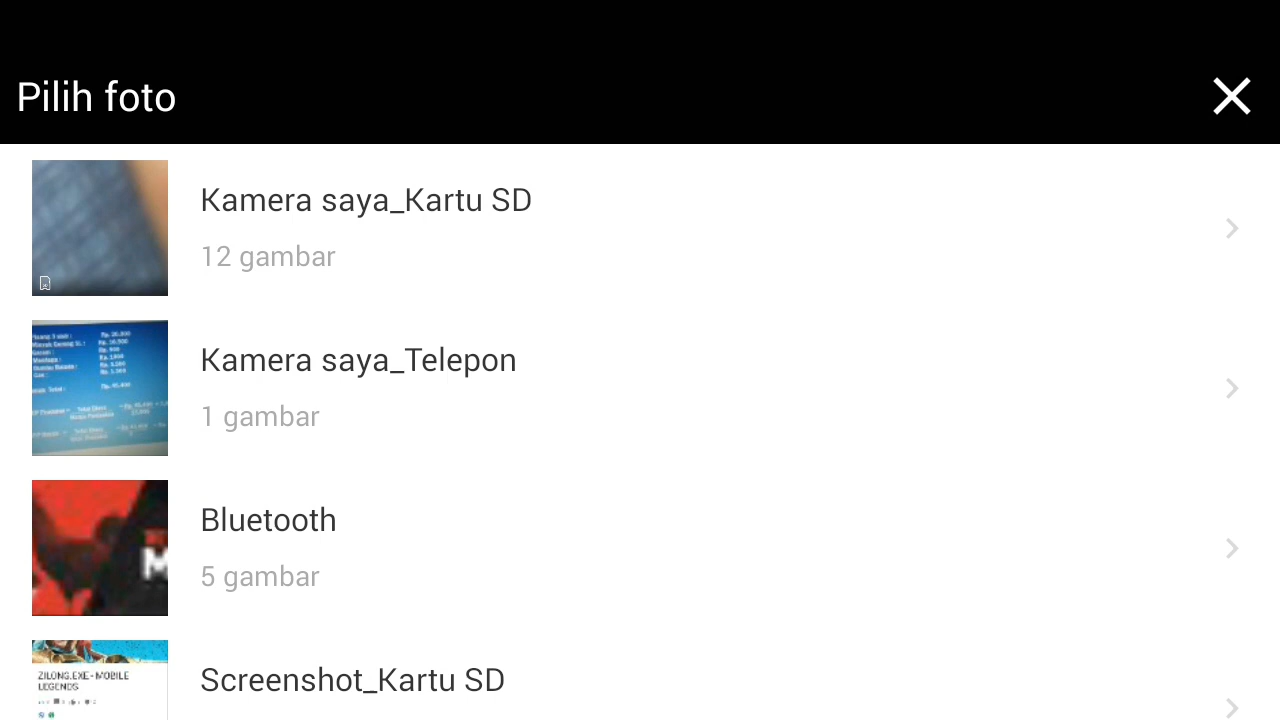 Pilih foto
Kamera saya_Kartu SD
12 gambar
Kamera saya_Telepon
1 gambar
Bluetooth
5 gambar
Screenshot_Kartu SD
ZILONG.EXE - MOBILE
LEGENDS